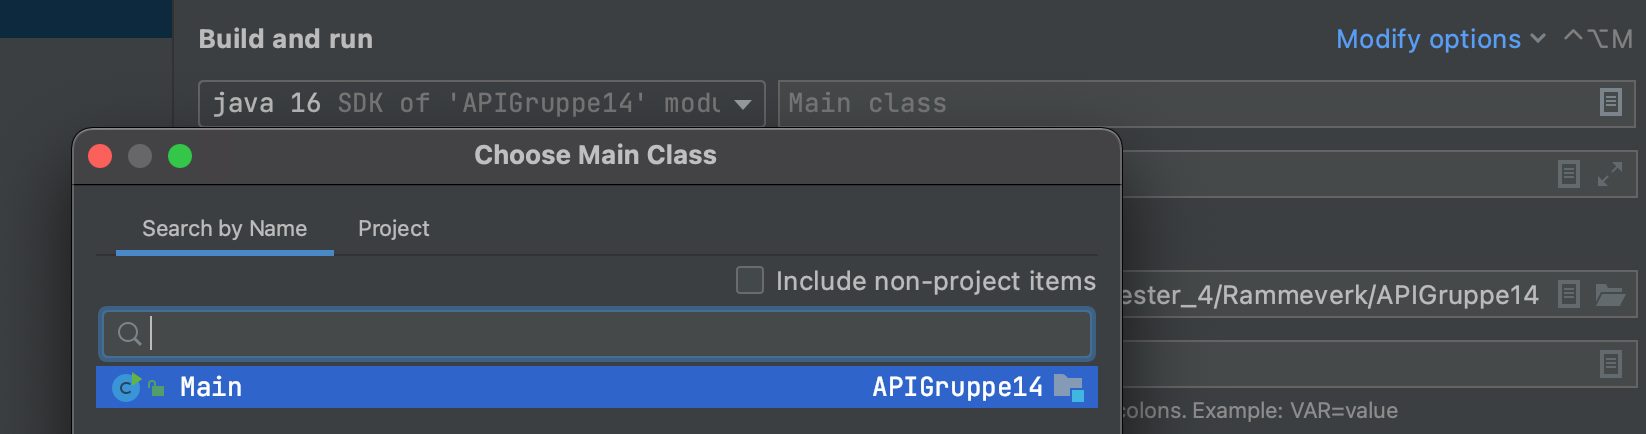 Build and run
Modify options ⌃⌥M
java 16 SDK of 'APIGruppe14' modu
Main class
Choose Main Class
Search by Name Project
Include non-project items
ester_4/Rammeverk/APIGruppe14
Main APIGruppe14
colons. Example: VAR=value